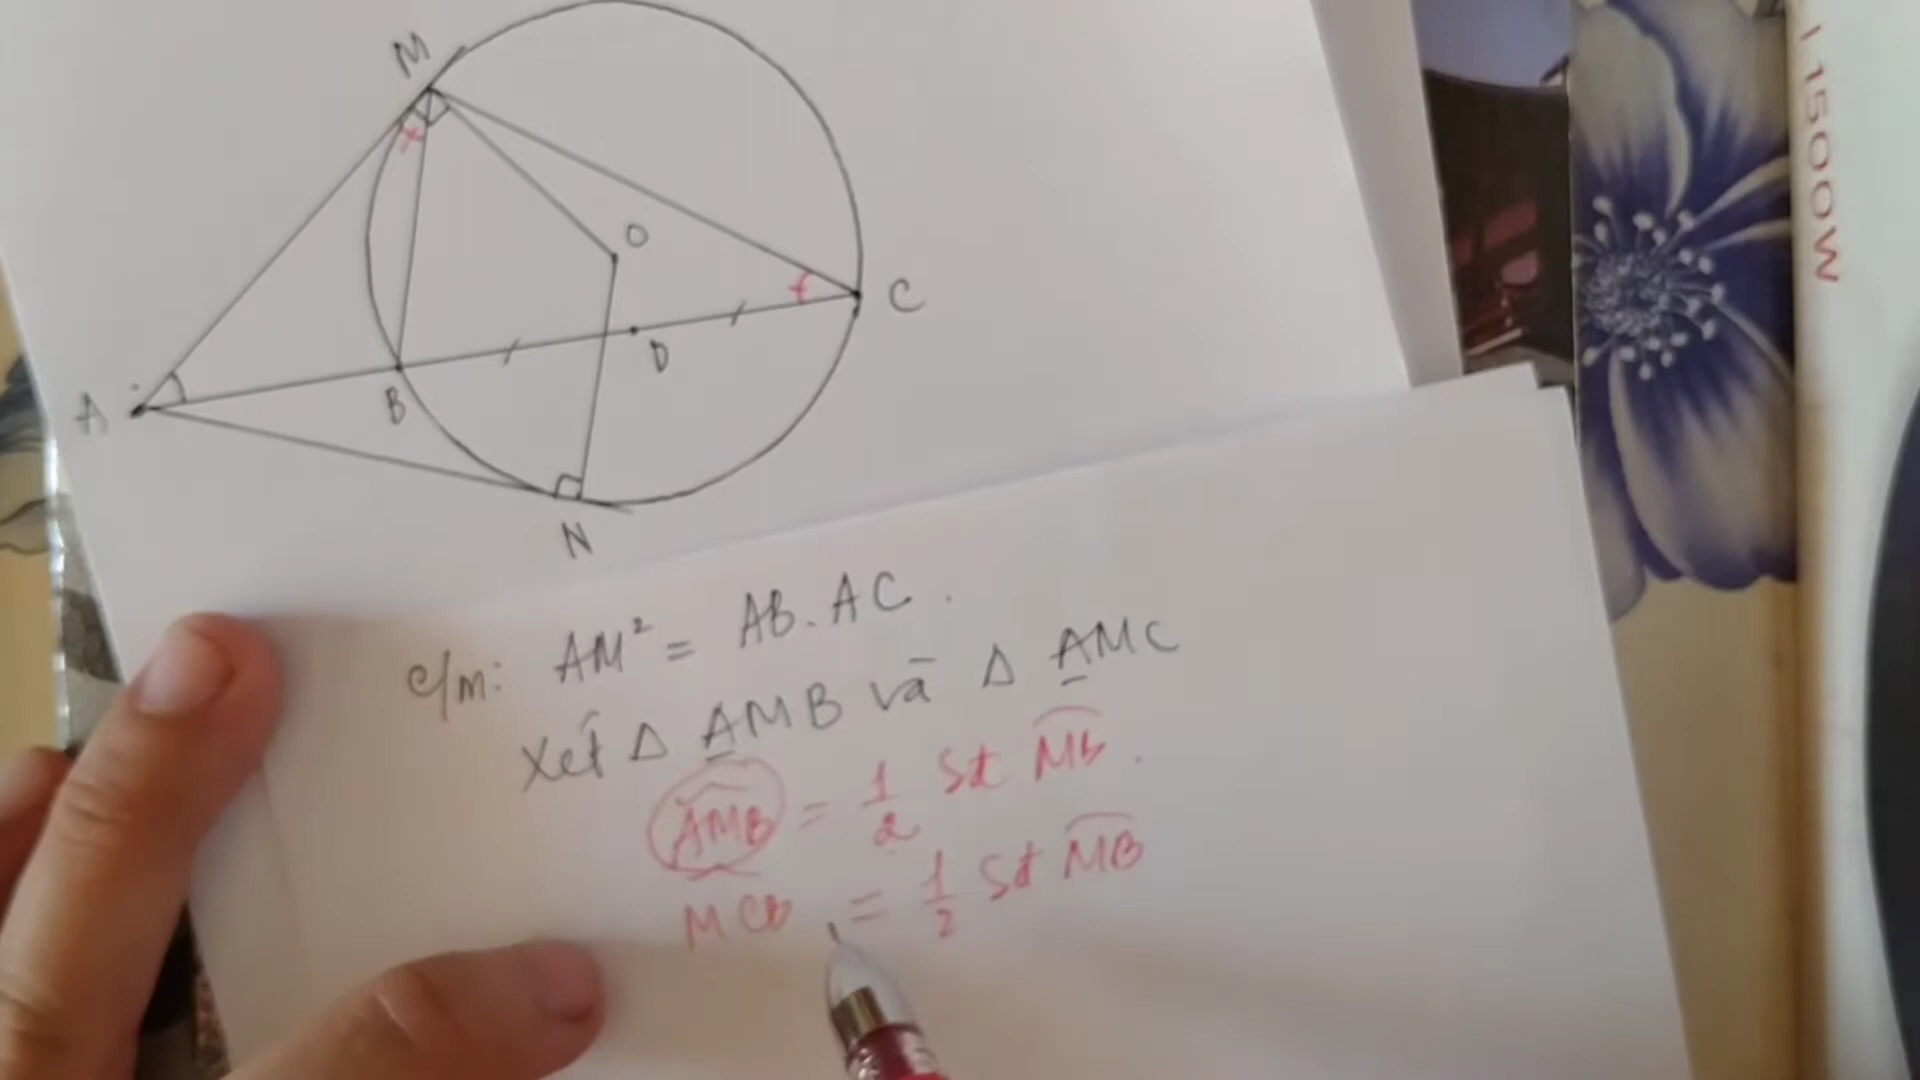 M
O
C
D
A
B
N
c/m: AM² = AB.AC.
Xét Δ AMB và Δ AMC
AMB = 1/2 Sđ MB.
MCB = 1/2 Sđ MB
1500W